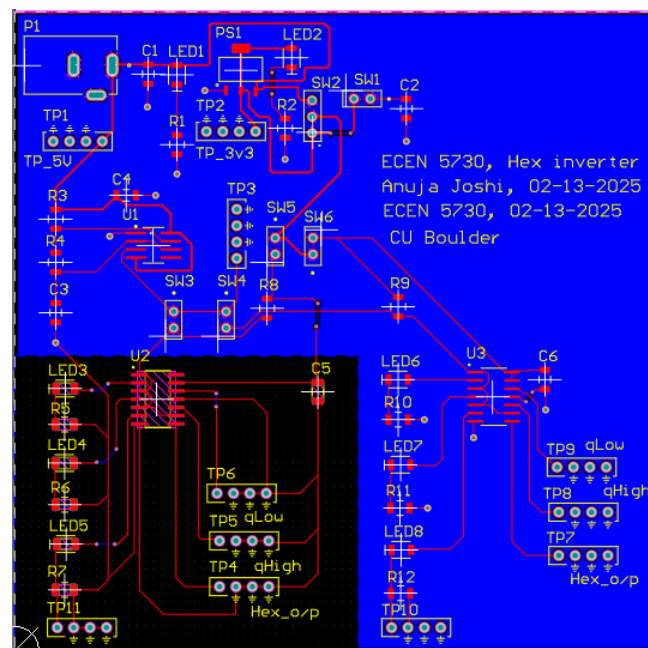 P1
C1
LED1
PS1
LED2
SW2
SW1
C2
TP1
TP_5V
R1
TP2
TP_3v3
R2
ECEN 5730, Hex inverter
Anuja Joshi, 02-13-2025
ECEN 5730, 02-13-2025
CU Boulder
C4
R3
U1
R4
TP3
SW5
SW6
C3
SW3
SW4
R8
R9
U2
LED3
C5
R5
LED4
R6
LED5
R7
TP11
TP6
qLow
TP5
qHigh
TP4
Hex_o/p
LED6
U3
C6
R10
LED7
R11
LED8
R12
TP10
TP9 qLow
qHigh
TP8
TP7
Hex_o/p